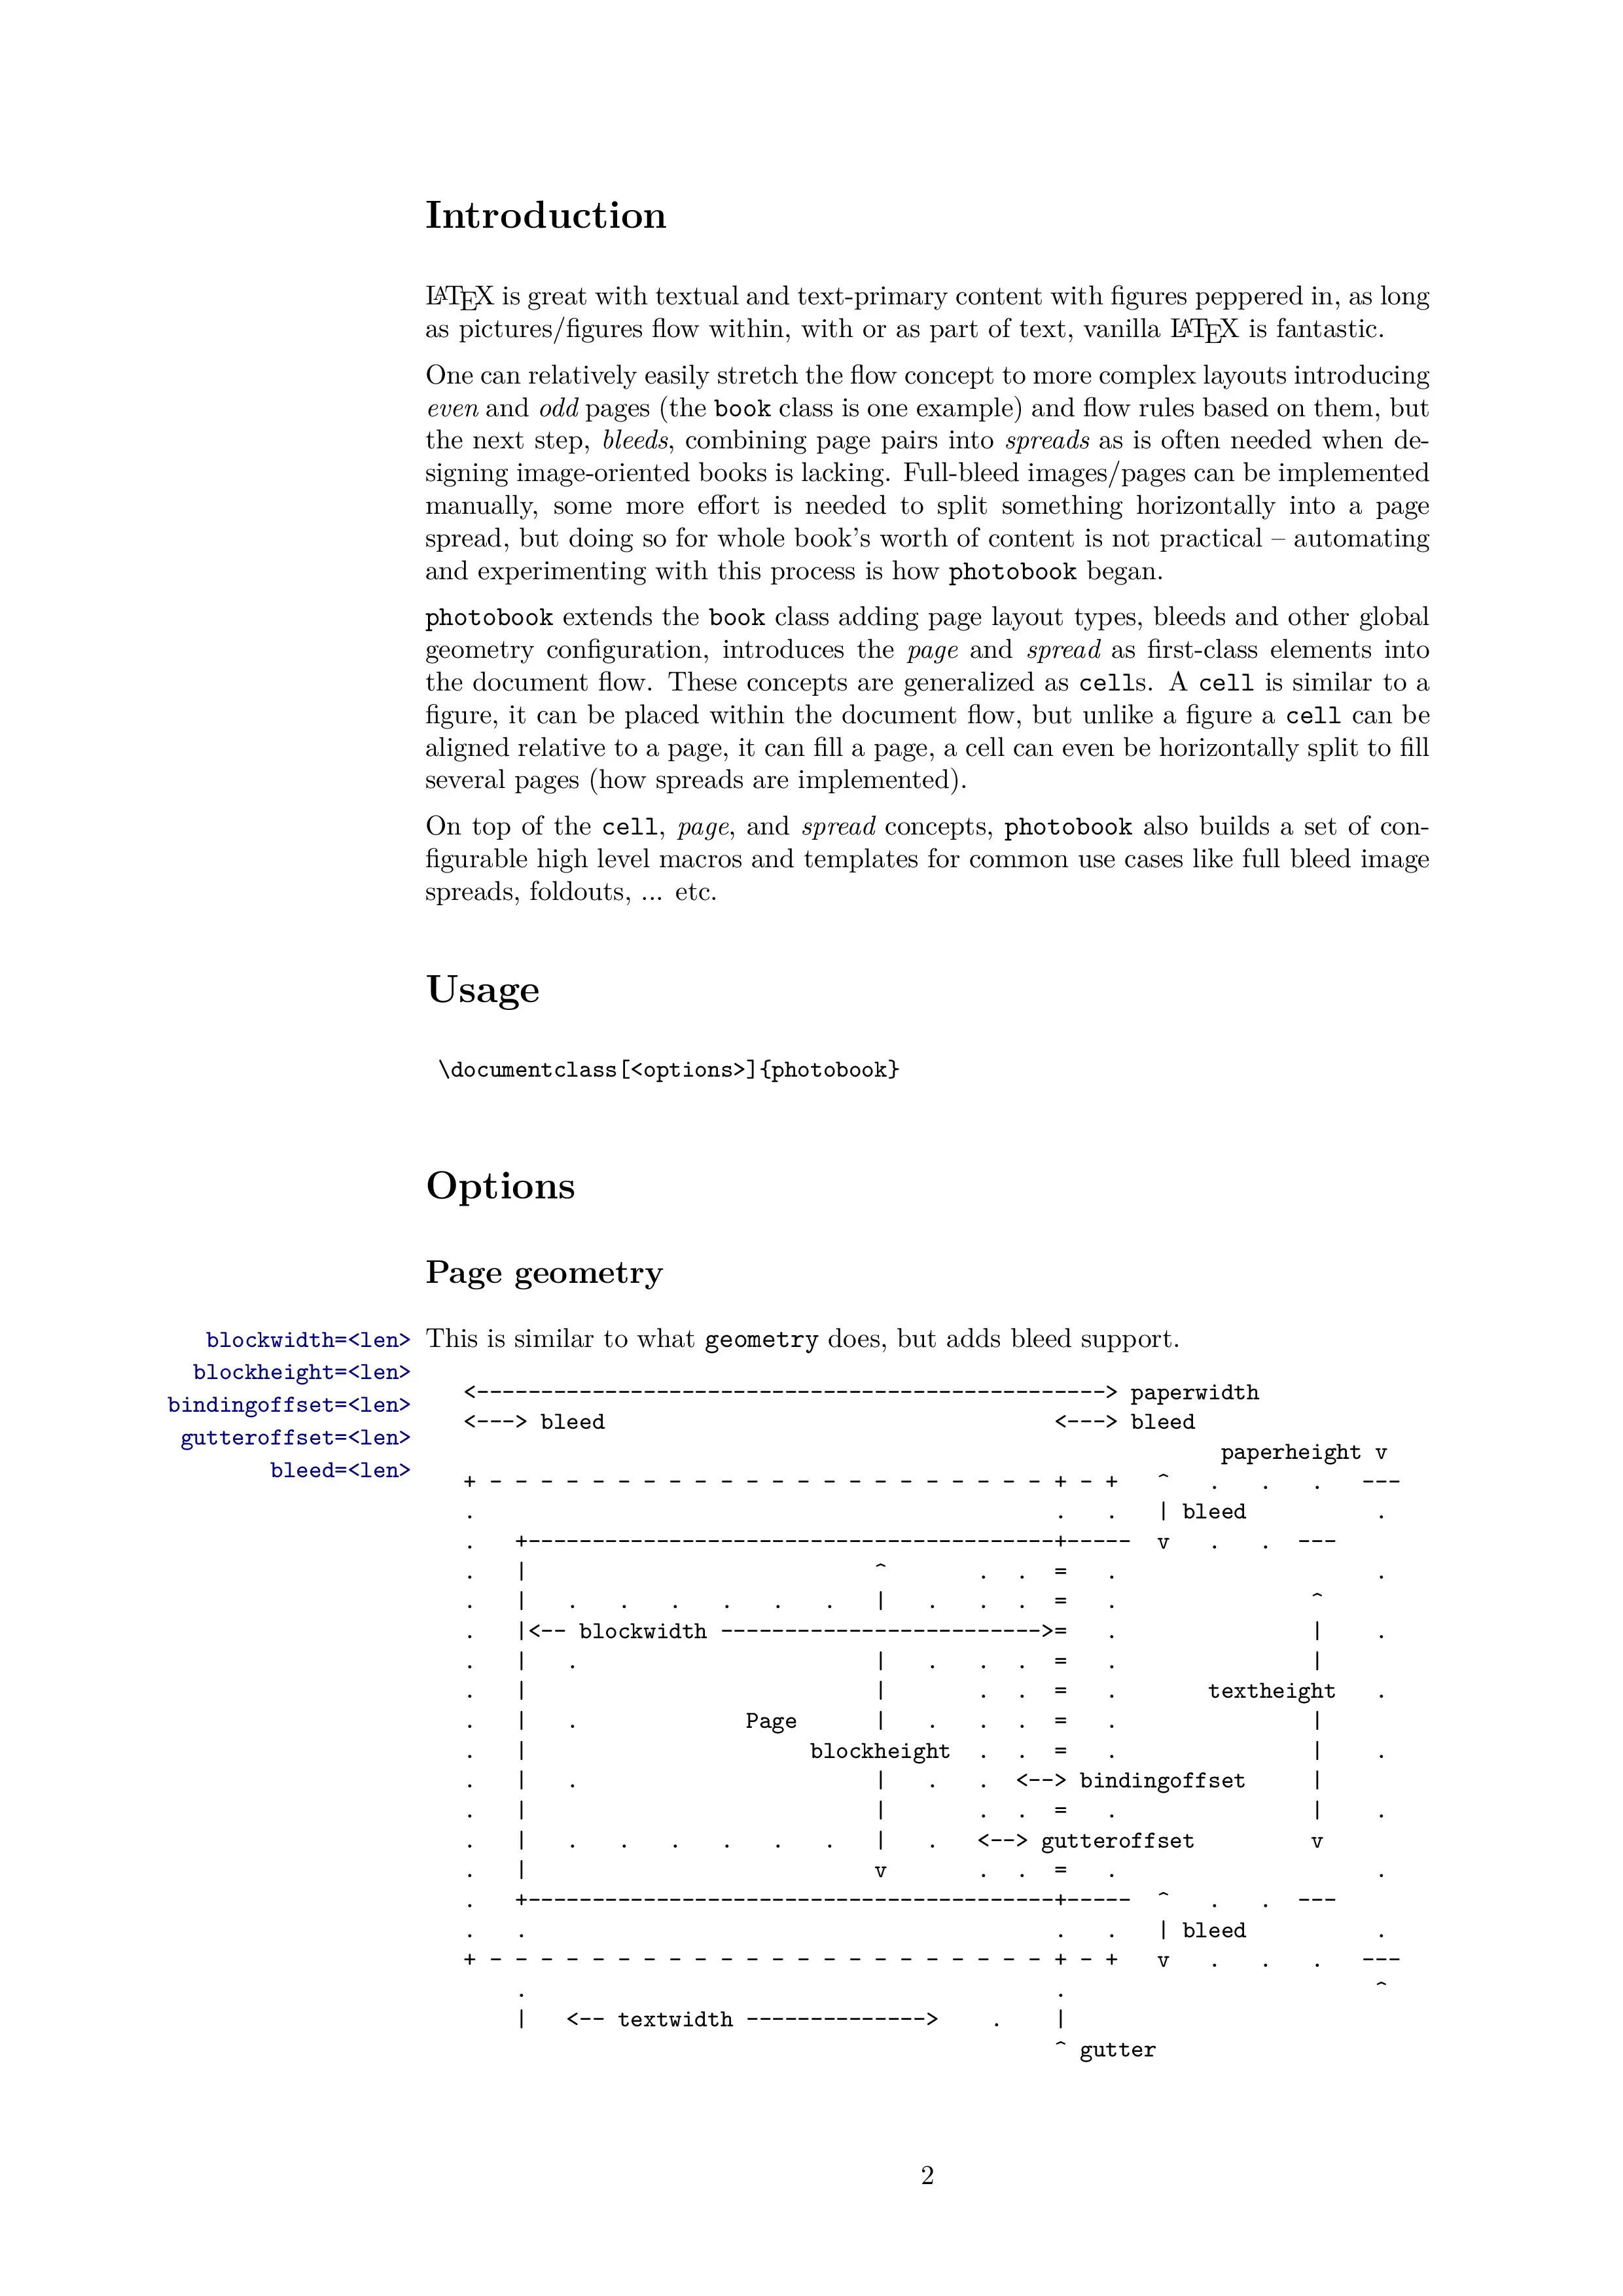 Introduction
LATEX is great with textual and text-primary content with figures peppered in, as long
as pictures/figures flow within, with or as part of text, vanilla LATEX is fantastic.
One can relatively easily stretch the flow concept to more complex layouts introducing
even and odd pages (the book class is one example) and flow rules based on them, but
the next step, bleeds, combining page pairs into spreads as is often needed when de-
signing image-oriented books is lacking. Full-bleed images/pages can be implemented
manually, some more effort is needed to split something horizontally into a page
spread, but doing so for whole book's worth of content is not practical – automating
and experimenting with this process is how photobook began.
photobook extends the book class adding page layout types, bleeds and other global
geometry configuration, introduces the page and spread as first-class elements into
the document flow. These concepts are generalized as cells. A cell is similar to a
figure, it can be placed within the document flow, but unlike a figure a cell can be
aligned relative to a page, it can fill a page, a cell can even be horizontally split to fill
several pages (how spreads are implemented).
On top of the cell, page, and spread concepts, photobook also builds a set of con-
figurable high level macros and templates for common use cases like full bleed image
spreads, foldouts, ... etc.
Usage
\documentclass[<options>]{photobook}
Options
Page geometry
blockwidth=<len>
blockheight=<len>
bindingoffset=<len>
gutteroffset=<len>
bleed=<len>
This is similar to what geometry does, but adds bleed support.
<-------------------------------------------------> paperwidth
<---> bleed                                   <---> bleed
                                                           paperheight v
+ - - - - - - - - - - - - - - - - - - - - - - + - +   ^   .   .   .   ---
.                                             .   .   | bleed          .
.   +-----------------------------------------+-----  v   .   .  ---
.   |                           ^       .  .  =   .                    .
.   |   .   .   .   .   .   .   |   .   .  .  =   .               ^
.   |<-- blockwidth ------------------------->=   .               |    .
.   |   .                       |   .   .  .  =   .               |
.   |                           |       .  .  =   .       textheight   .
.   |   .             Page      |   .   .  .  =   .               |
.   |                      blockheight  .  .  =   .               |    .
.   |   .                       |   .   .  <--> bindingoffset     |
.   |                           |       .  .  =   .               |    .
.   |   .   .   .   .   .   .   |   .   <--> gutteroffset         v
.   |                           v       .  .  =   .                    .
.   +-----------------------------------------+-----  ^   .   .  ---
.   .                                         .   .   | bleed          .
+ - - - - - - - - - - - - - - - - - - - - - - + - +   v   .   .   .   ---
    .                                         .                        ^
    |   <-- textwidth -------------->    .    |
                                              ^ gutter
2